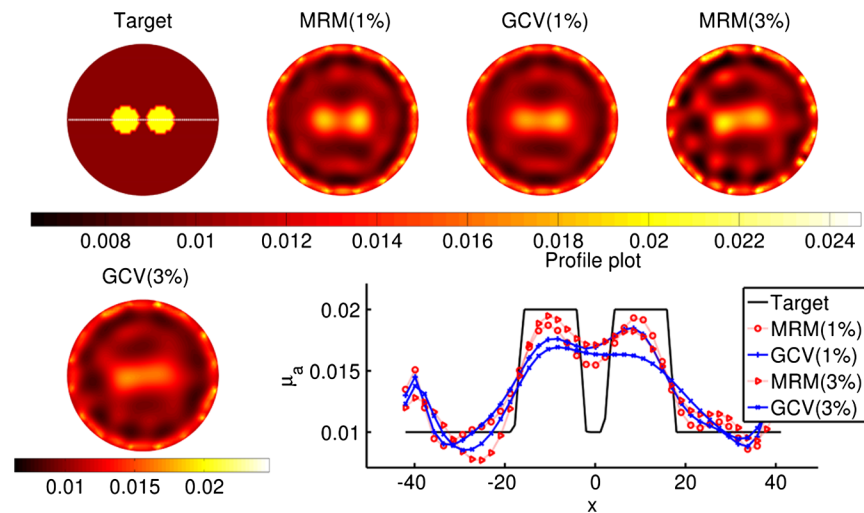 Target MRM(1%) GCV(1%) MRM(3%)
0.008 0.01 0.012 0.014 0.016 0.018 0.02 0.022 0.024
GCV(3%)
Profile plot
0.02
0.015
0.01
μa
-40 -20 0 20 40
x
Target
MRM(1%)
GCV(1%)
MRM(3%)
GCV(3%)
0.01 0.015 0.02